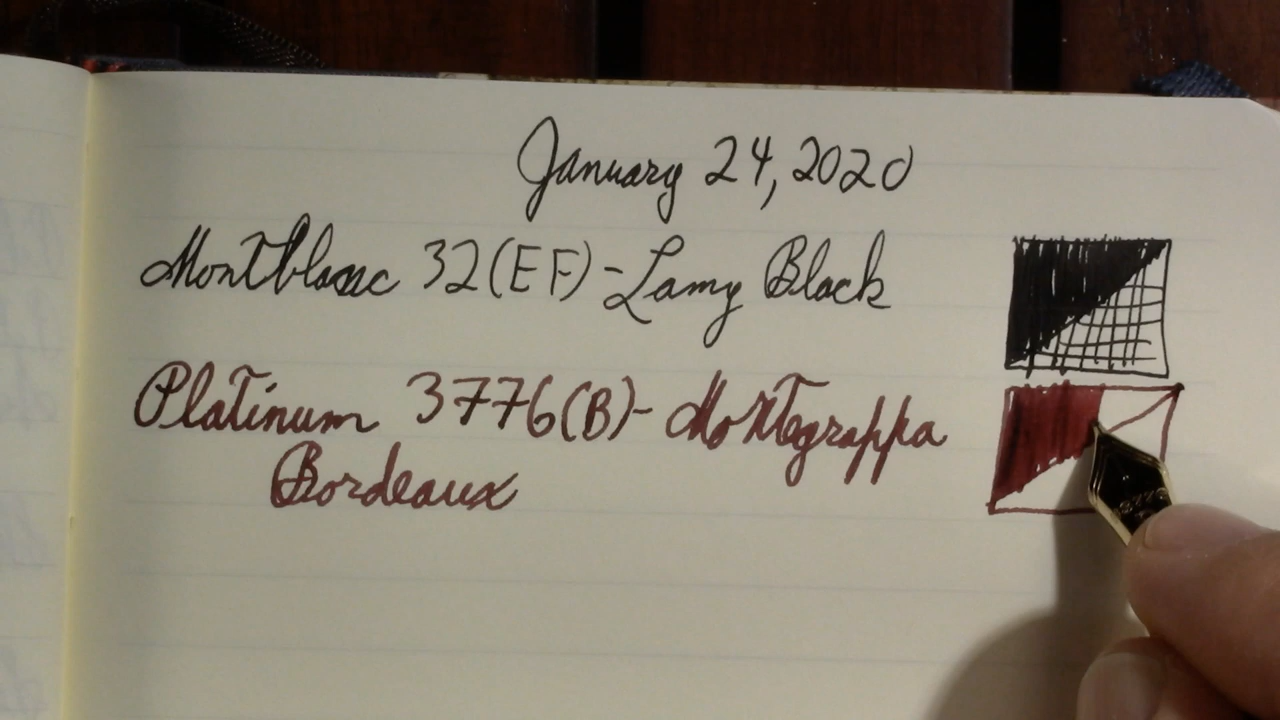 January 24, 2020
Montblanc 32(EF)-Lamy Black
Platinum 3776(B)- Montegrappa
Bordeaux